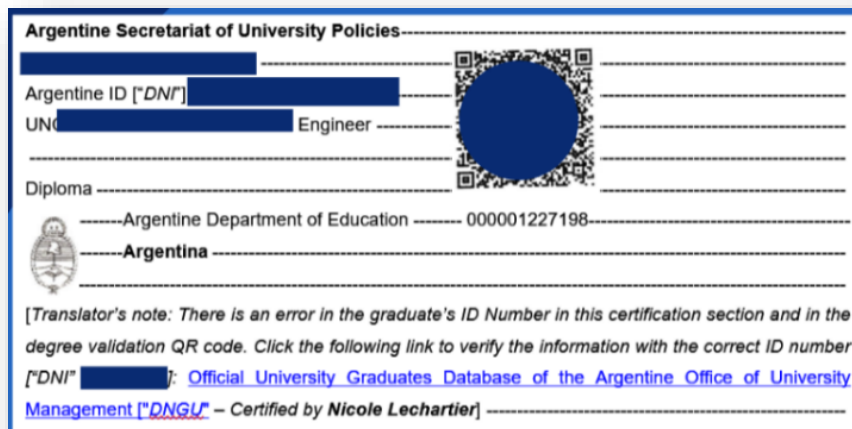 Argentine Secretariat of University Policies---
---
Argentine ID ["DNI"] ---
Engineer ---
---
Diploma ---
-------Argentine Department of Education -------- 000001227198---
-------Argentina ---
---
[Translator's note: There is an error in the graduate's ID Number in this certification section and in the
degree validation QR code. Click the following link to verify the information with the correct ID number
["DNI" ]: Official University Graduates Database of the Argentine Office of University
Management ["DNGU" – Certified by Nicole Lechartier] ---